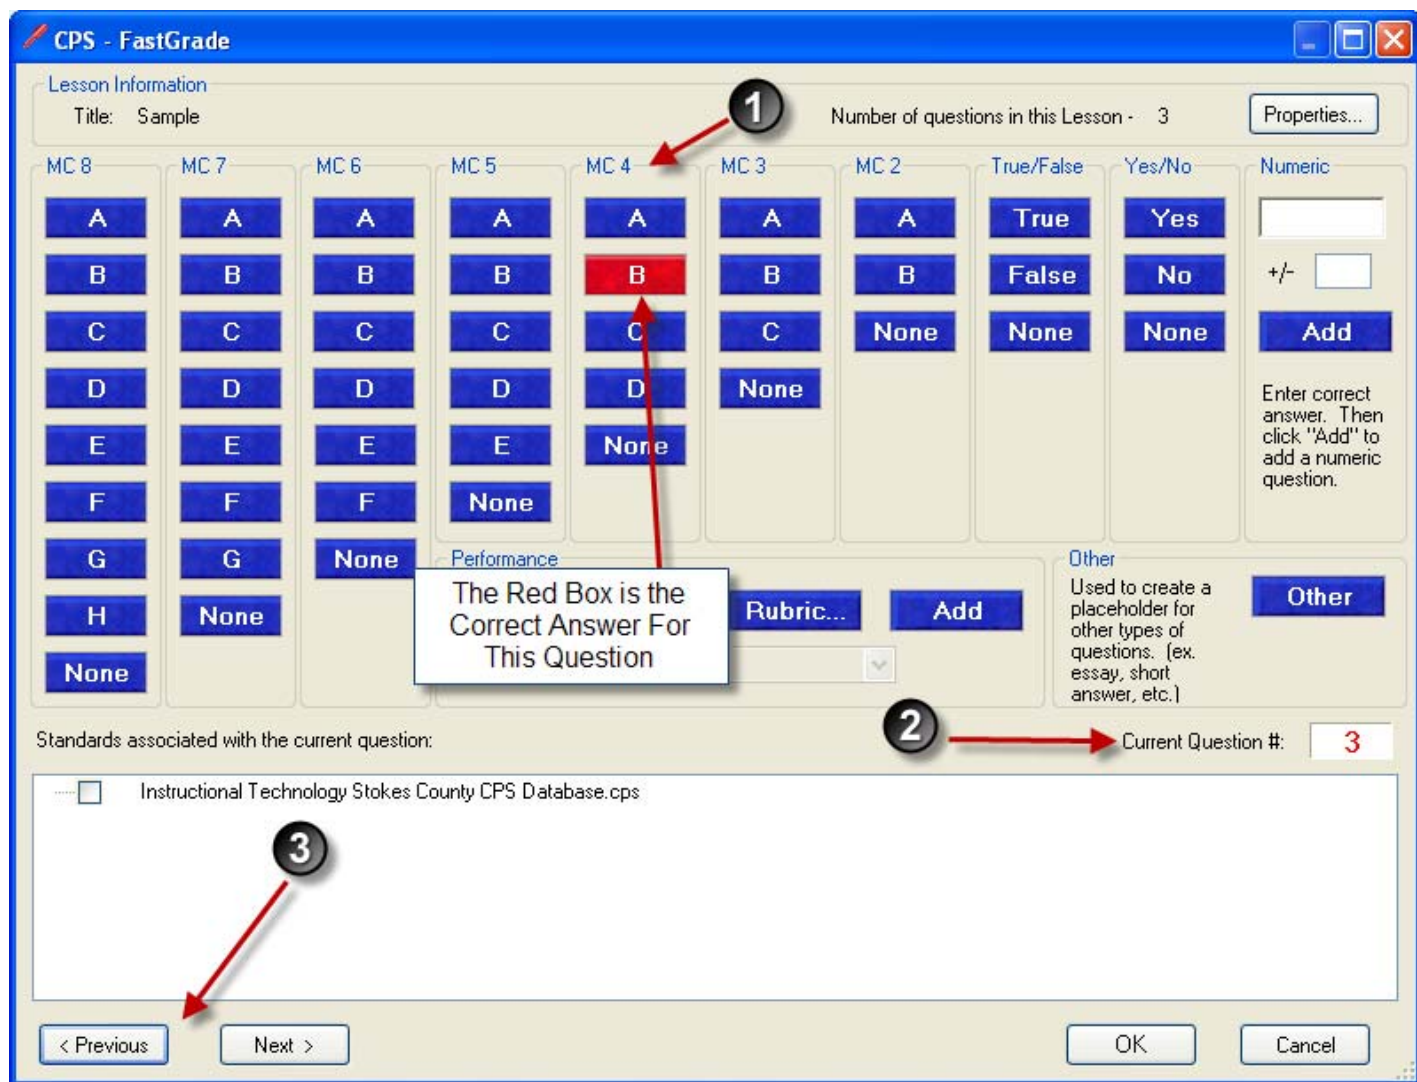 CPS - FastGrade
Lesson Information
Title: Sample
1
Number of questions in this Lesson - 3
Properties...
MC 8 MC 7 MC 6 MC 5 MC 4 MC 3 MC 2 True/False Yes/No Numeric
A A A A A A A True Yes
B B B B B B B False No +/-
C C C C C C None None None Add
D D D D D None
E E E E None
F F F None
G G None
H None
None
Enter correct
answer. Then
click "Add" to
add a numeric
question.
Performance
The Red Box is the
Correct Answer For
This Question
Rubric... Add
Other
Used to create a
placeholder for
other types of
questions. (ex.
essay, short
answer, etc.)
Other
Standards associated with the current question:
2
Current Question #: 3
Instructional Technology Stokes County CPS Database.cps
3
< Previous Next > OK Cancel